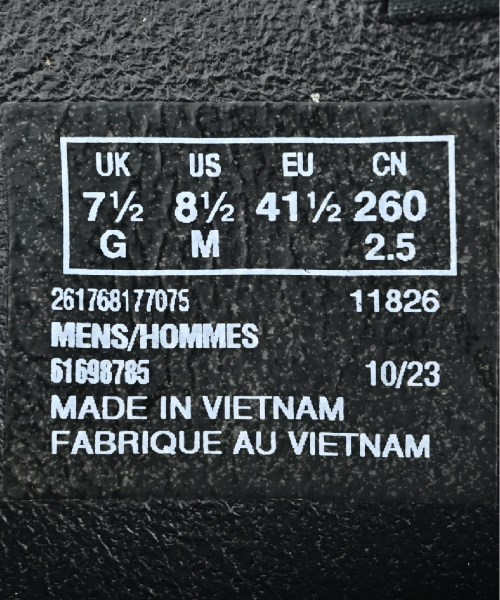 UK US EU CN
7½ 8½ 41½ 260
G M 2.5
261768177075 11826
MENS/HOMMES
61698785 10/23
MADE IN VIETNAM
FABRIQUE AU VIETNAM